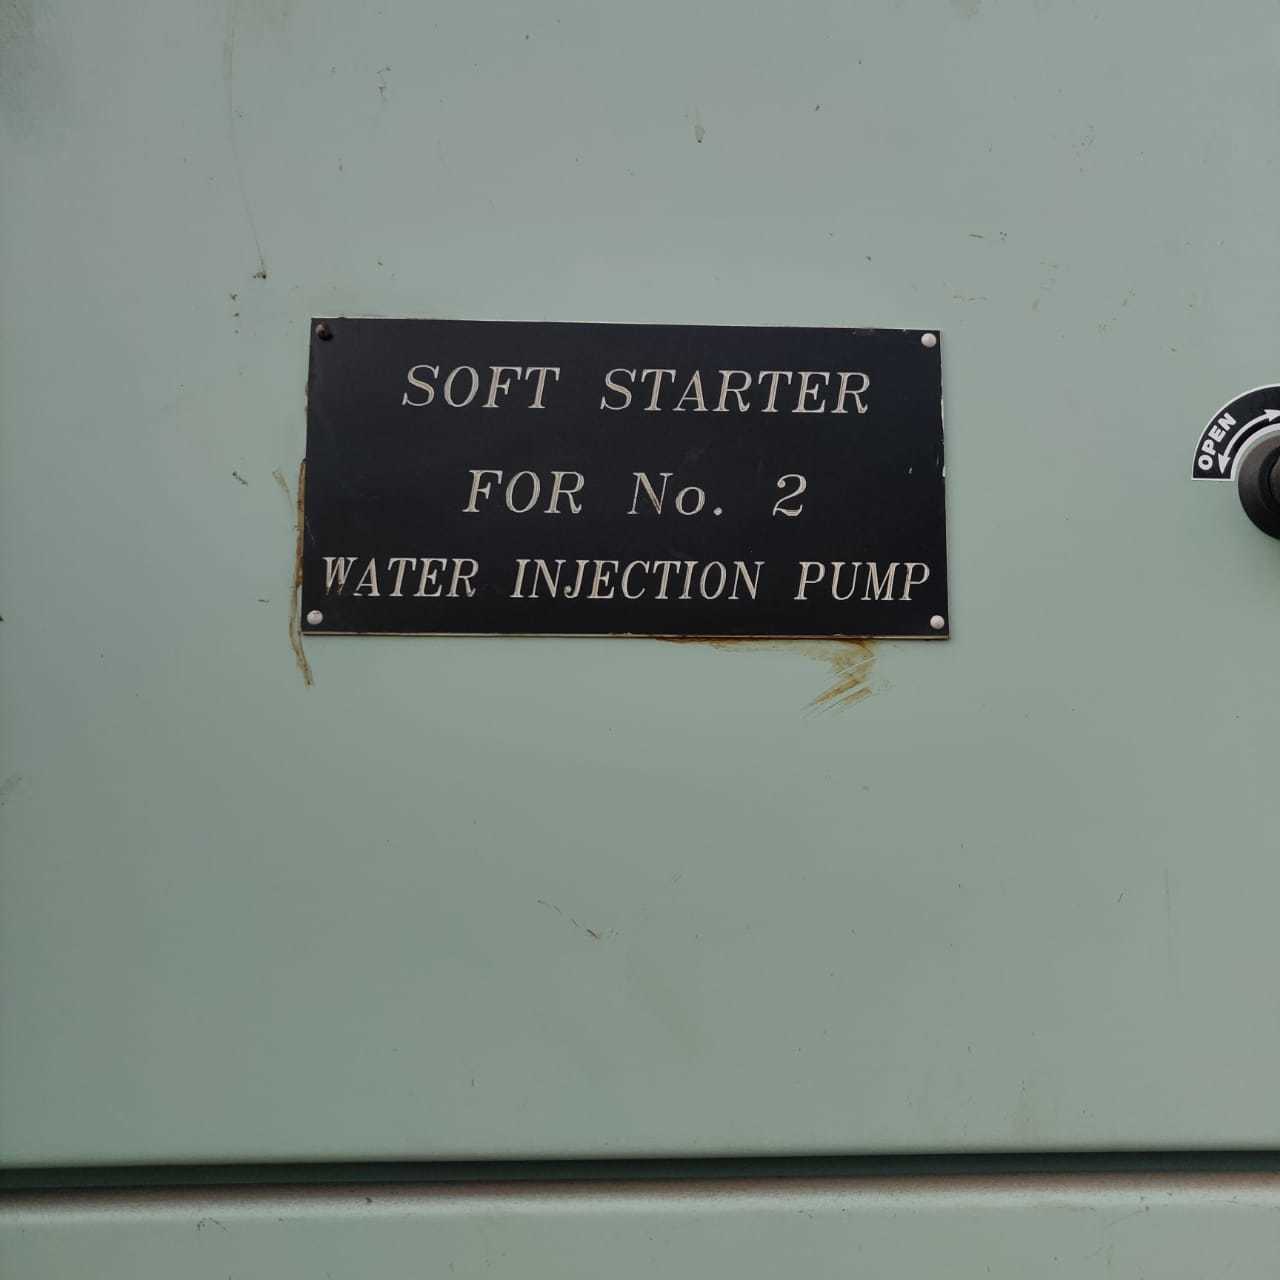 SOFT STARTER
FOR No. 2
WATER INJECTION PUMP
OPEN